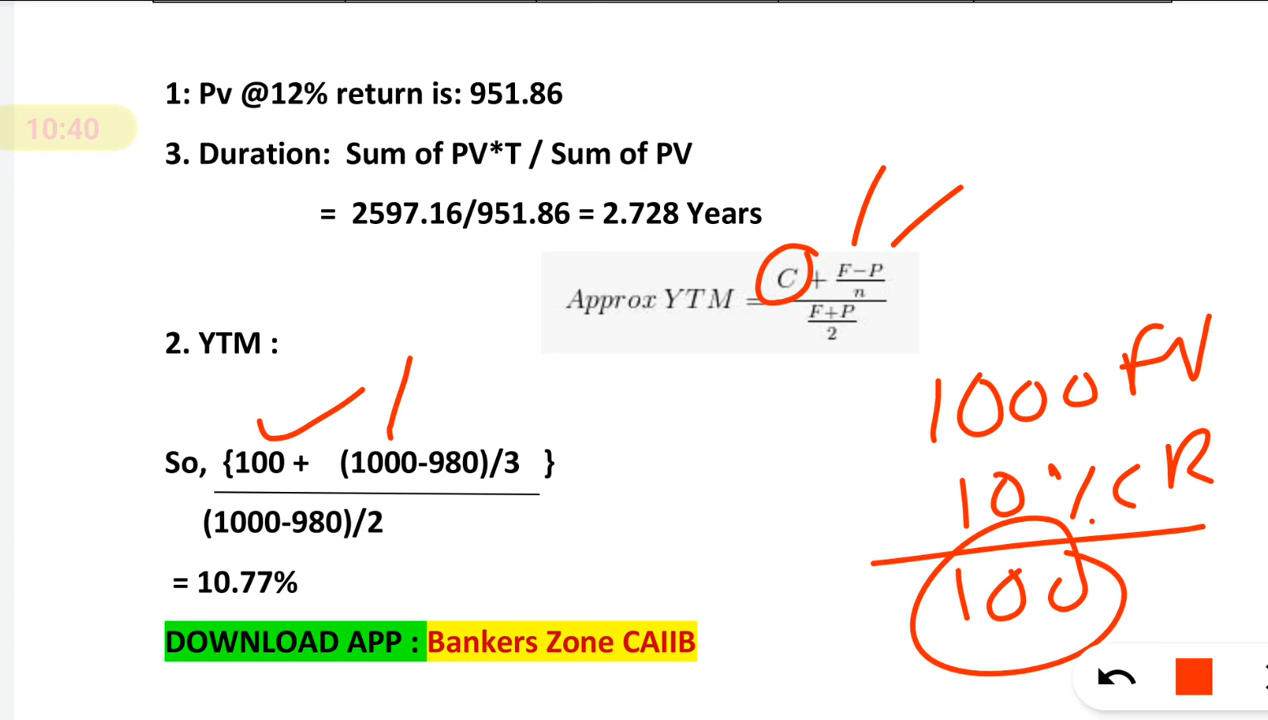 1: Pv @12% return is: 951.86
10:40
3. Duration: Sum of PV*T / Sum of PV
= 2597.16/951.86 = 2.728 Years
Approx YTM = C + F−P
n
F+P
2
2. YTM :
1000 FV
10% CR
100
So, {100 + (1000-980)/3 }
(1000-980)/2
= 10.77%
DOWNLOAD APP : Bankers Zone CAIIB